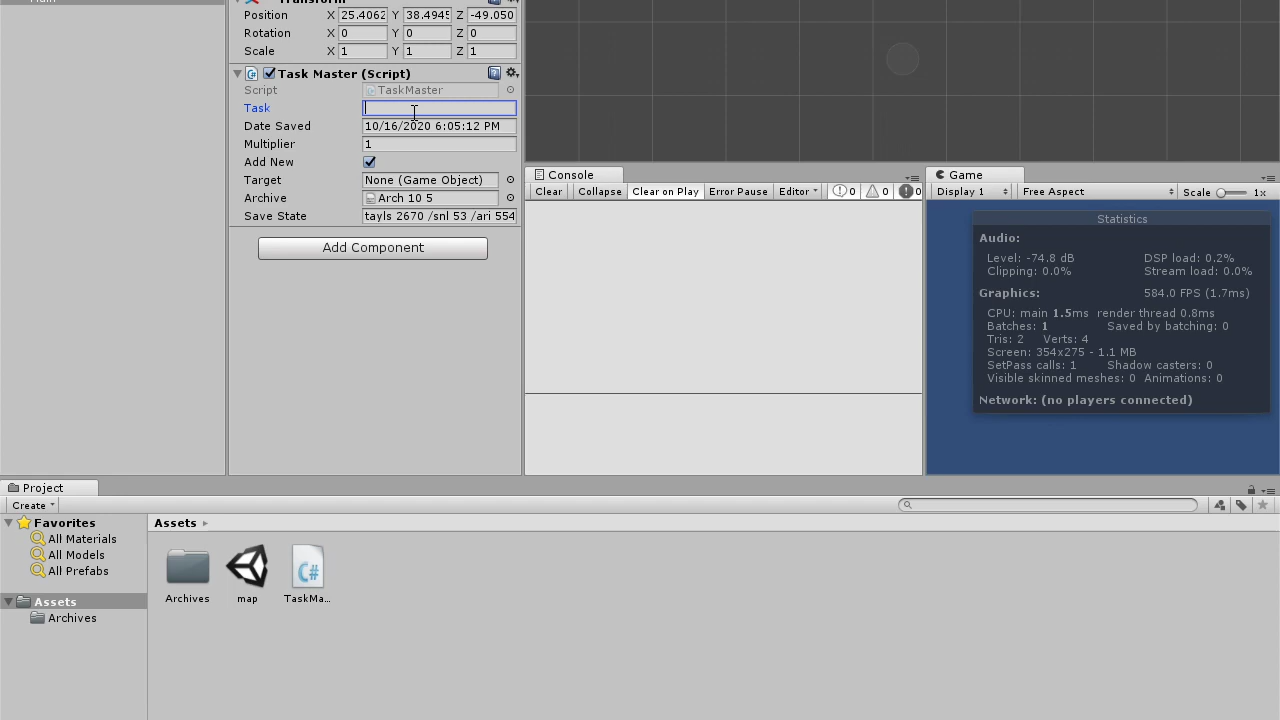 Position X 25.4062 Y 38.4945 Z -49.050
Rotation X 0 Y 0 Z 0
Scale X 1 Y 1 Z 1
Task Master (Script)
Script TaskMaster
Task
Date Saved 10/16/2020 6:05:12 PM
Multiplier 1
Add New
Target None (Game Object)
Archive Arch 10 5
Save State tayls 2670 /snl 53 /ari 554
Add Component
Console
Clear Collapse Clear on Play Error Pause Editor 0 0 0
Game
Display 1 Free Aspect Scale 1x
Statistics
Audio:
Level: -74.8 dB DSP load: 0.2%
Clipping: 0.0% Stream load: 0.0%
Graphics: 584.0 FPS (1.7ms)
CPU: main 1.5ms render thread 0.8ms
Batches: 1 Saved by batching: 0
Tris: 2 Verts: 4
Screen: 354x275 - 1.1 MB
SetPass calls: 1 Shadow casters: 0
Visible skinned meshes: 0 Animations: 0
Network: (no players connected)
Project
Create
Favorites
All Materials
All Models
All Prefabs
Assets
Archives
Assets
Archives map TaskMa...